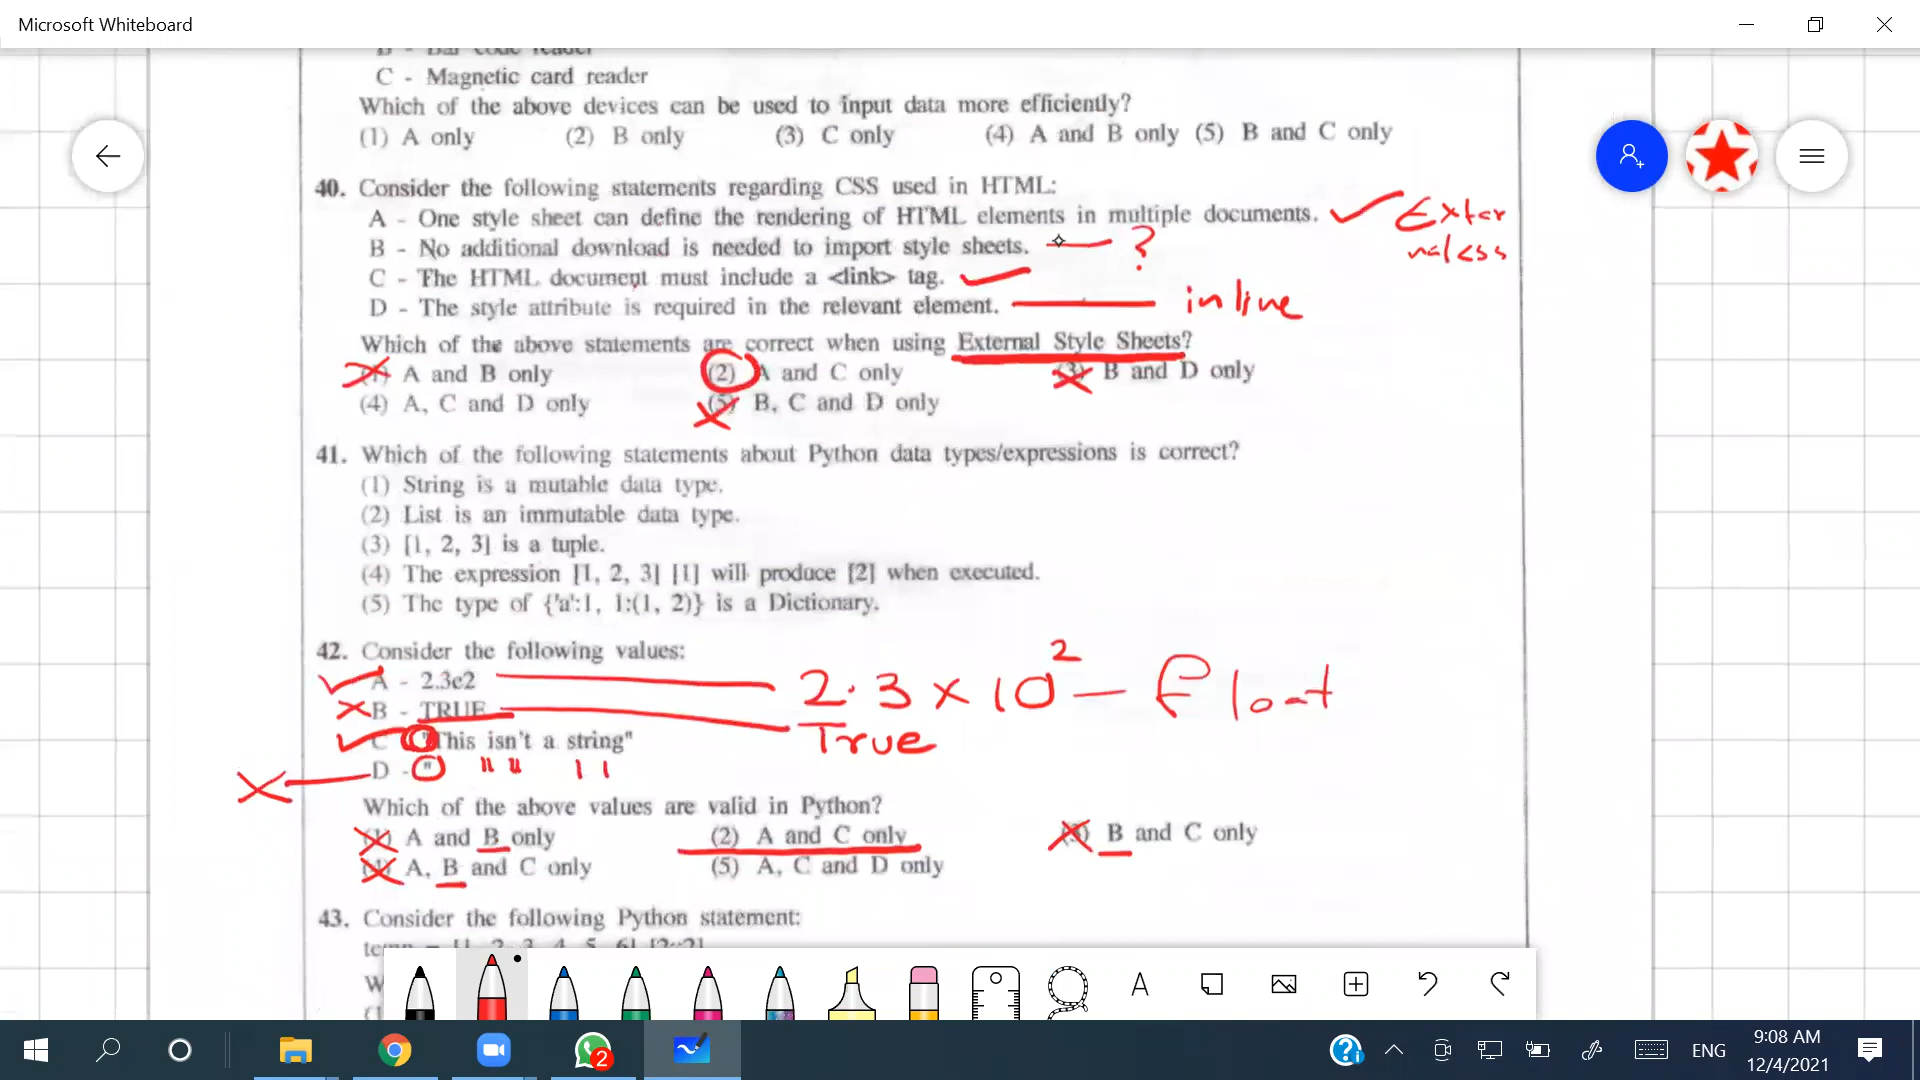 Microsoft Whiteboard
B - Bar code reader
C - Magnetic card reader
Which of the above devices can be used to input data more efficiently?
(1) A only (2) B only (3) C only (4) A and B only (5) B and C only
40. Consider the following statements regarding CSS used in HTML:
A - One style sheet can define the rendering of HTML elements in multiple documents. Exter
B - No additional download is needed to import style sheets. ? nalcss
C - The HTML document must include a <link> tag.
D - The style attribute is required in the relevant element. inline
Which of the above statements are correct when using External Style Sheets?
(1) A and B only (2) A and C only (3) B and D only
(4) A, C and D only (5) B, C and D only
41. Which of the following statements about Python data types/expressions is correct?
(1) String is a mutable data type.
(2) List is an immutable data type.
(3) [1, 2, 3] is a tuple.
(4) The expression [1, 2, 3] [1] will produce [2] when executed.
(5) The type of {'a':1, 1:(1, 2)} is a Dictionary.
42. Consider the following values:
A - 2.3e2 2.3 x 10² - Float
B - TRUE True
C - "This isn't a string"
D - " " " ' '
Which of the above values are valid in Python?
(1) A and B only (2) A and C only (3) B and C only
(4) A, B and C only (5) A, C and D only
43. Consider the following Python statement:
A
2
ENG
9:08 AM
12/4/2021